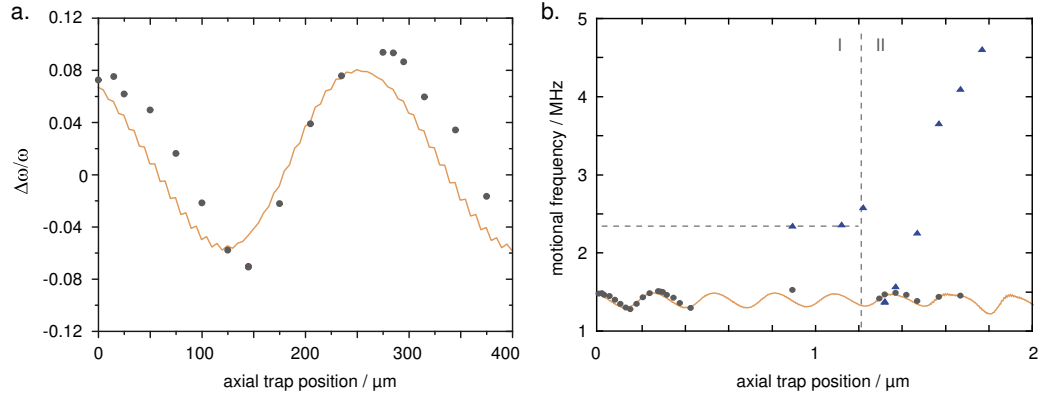 a.
0.12
0.08
0.04
0
-0.04
-0.08
-0.12
Δω/ω
0 100 200 300 400
axial trap position / μm
b.
5
4
3
2
1
motional frequency / MHz
I II
0 1 2
axial trap position / μm